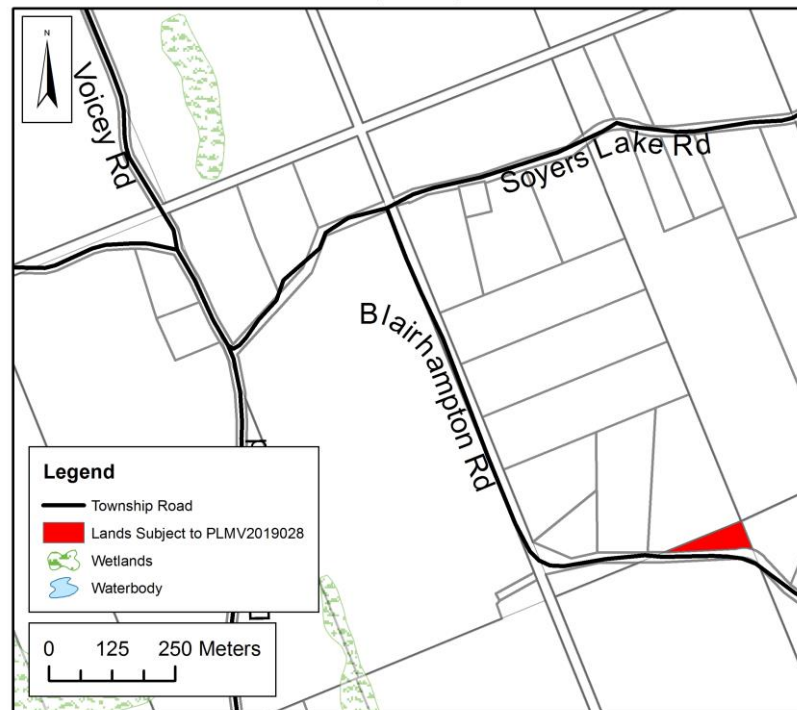 N
Voicey Rd
Soyers Lake Rd
Blairhampton Rd
Legend
Township Road
Lands Subject to PLMV2019028
Wetlands
Waterbody
0 125 250 Meters